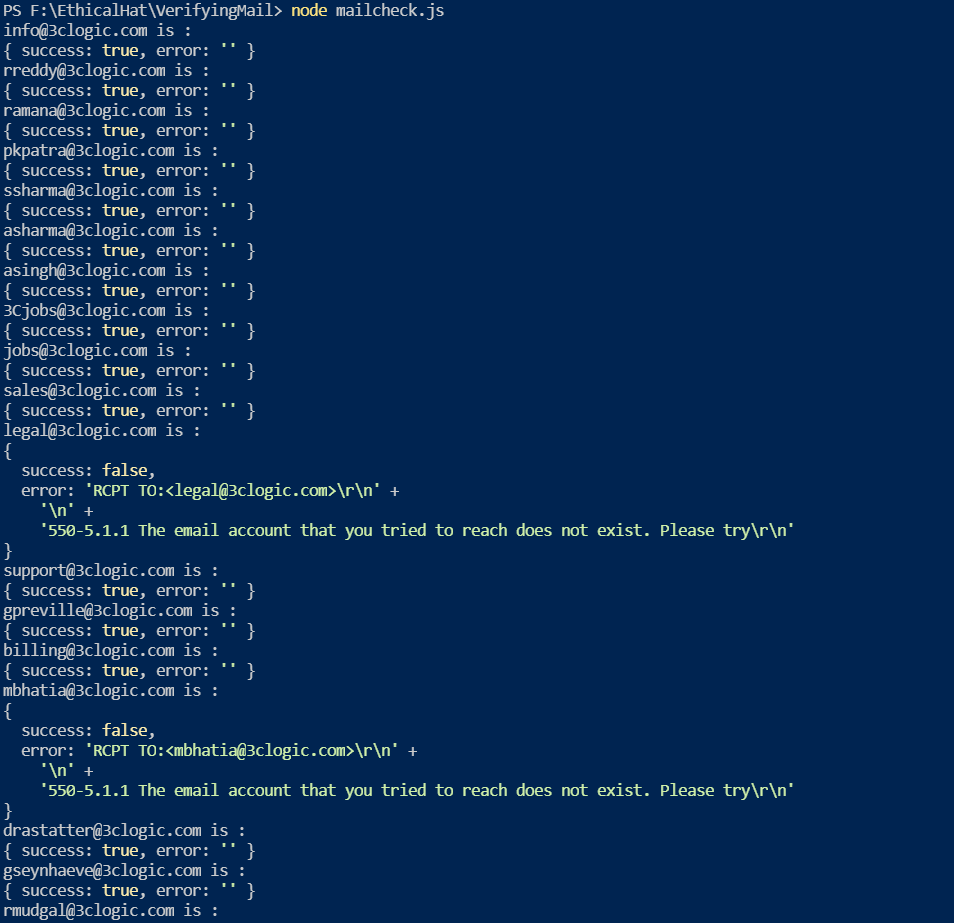 PS F:\EthicalHat\VerifyingMail> node mailcheck.js
info@3clogic.com is :
{ success: true, error: '' }
rreddy@3clogic.com is :
{ success: true, error: '' }
ramana@3clogic.com is :
{ success: true, error: '' }
pkpatra@3clogic.com is :
{ success: true, error: '' }
ssharma@3clogic.com is :
{ success: true, error: '' }
asharma@3clogic.com is :
{ success: true, error: '' }
asingh@3clogic.com is :
{ success: true, error: '' }
3Cjobs@3clogic.com is :
{ success: true, error: '' }
jobs@3clogic.com is :
{ success: true, error: '' }
sales@3clogic.com is :
{ success: true, error: '' }
legal@3clogic.com is :
{
  success: false,
  error: 'RCPT TO:<legal@3clogic.com>\r\n' +
    '\n' +
    '550-5.1.1 The email account that you tried to reach does not exist. Please try\r\n'
}
support@3clogic.com is :
{ success: true, error: '' }
gpreville@3clogic.com is :
{ success: true, error: '' }
billing@3clogic.com is :
{ success: true, error: '' }
mbhatia@3clogic.com is :
{
  success: false,
  error: 'RCPT TO:<mbhatia@3clogic.com>\r\n' +
    '\n' +
    '550-5.1.1 The email account that you tried to reach does not exist. Please try\r\n'
}
drastatter@3clogic.com is :
{ success: true, error: '' }
gseynhaeve@3clogic.com is :
{ success: true, error: '' }
rmudgal@3clogic.com is :